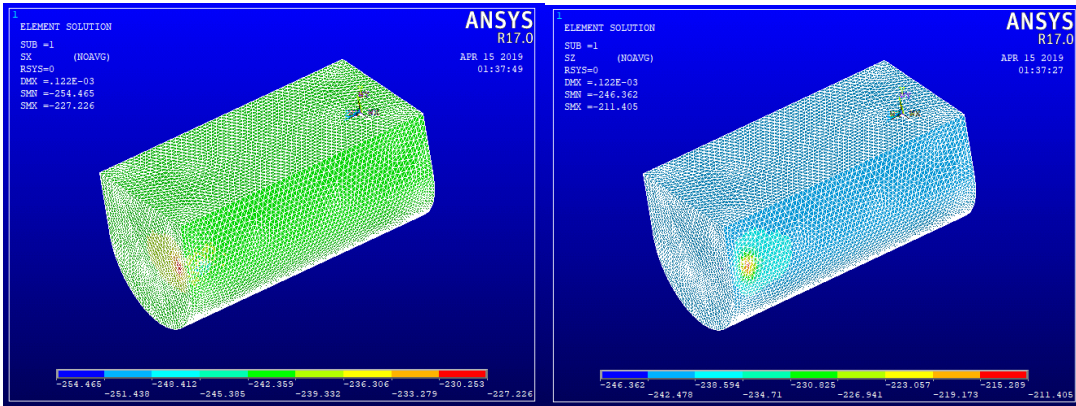 1
ANSYS
R17.0
ELEMENT SOLUTION
SUB =1
SX (NOAVG)
RSYS=0
DMX =.122E-03
SMN =-254.465
SMX =-227.226
APR 15 2019
01:37:49
-254.465 -248.412 -242.359 -236.306 -230.253
-251.438 -245.385 -239.332 -233.279 -227.226
1
ANSYS
R17.0
ELEMENT SOLUTION
SUB =1
SZ (NOAVG)
RSYS=0
DMX =.122E-03
SMN =-246.362
SMX =-211.405
APR 15 2019
01:37:27
-246.362 -238.594 -230.825 -223.057 -215.289
-242.478 -234.71 -226.941 -219.173 -211.405